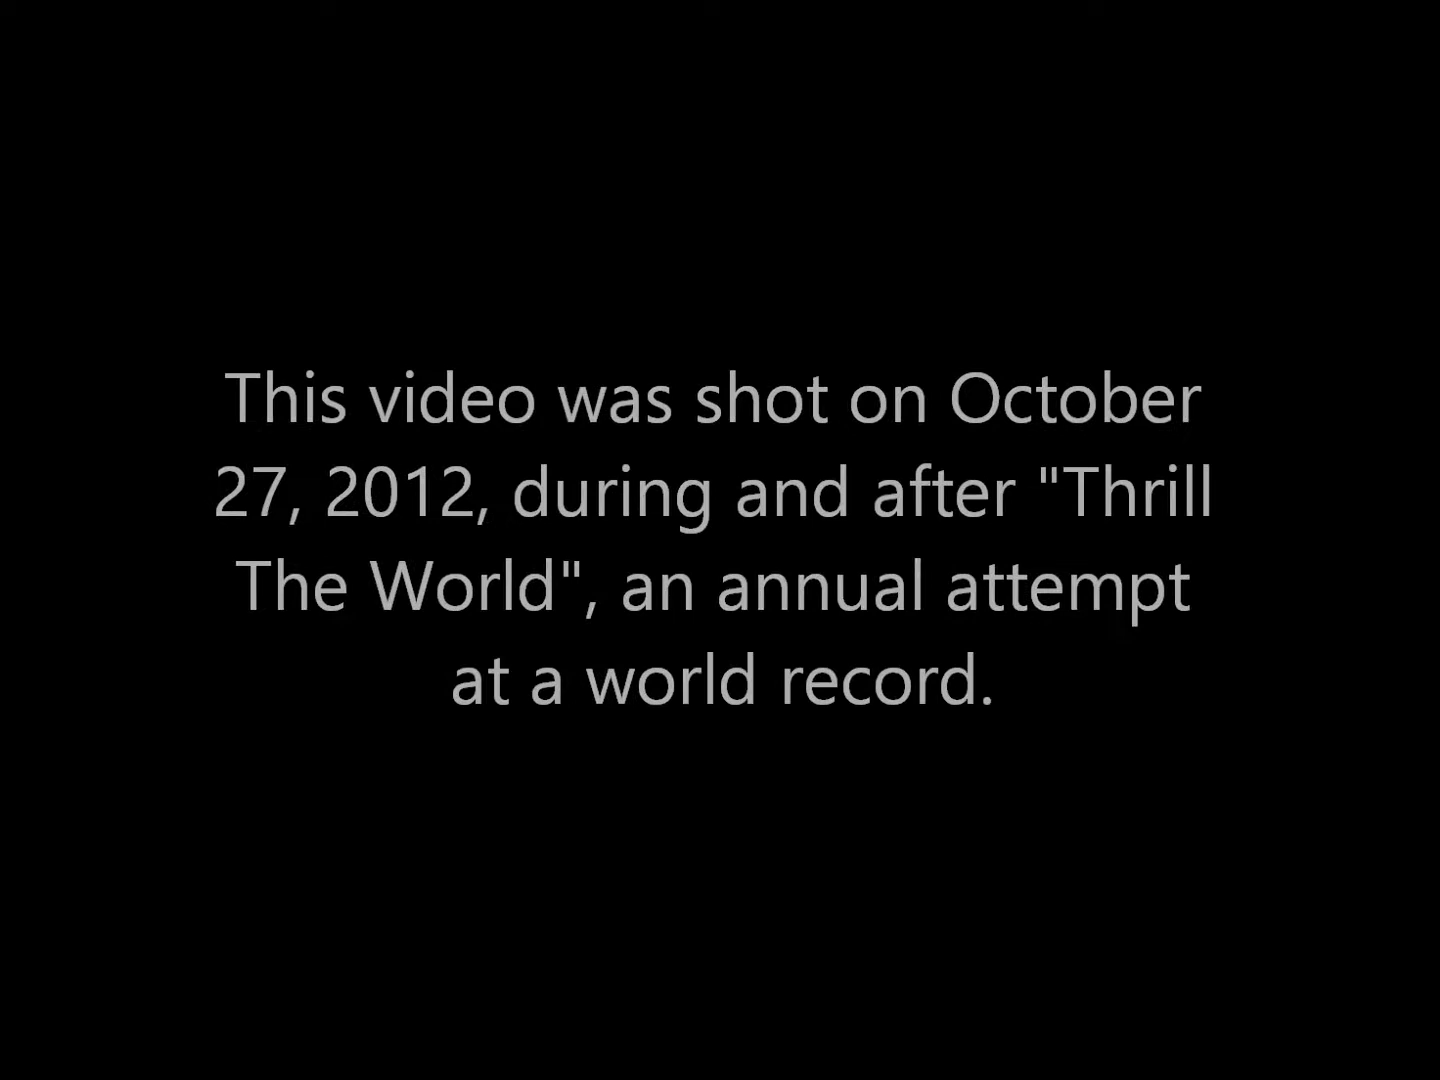 This video was shot on October
27, 2012, during and after "Thrill
The World", an annual attempt
at a world record.